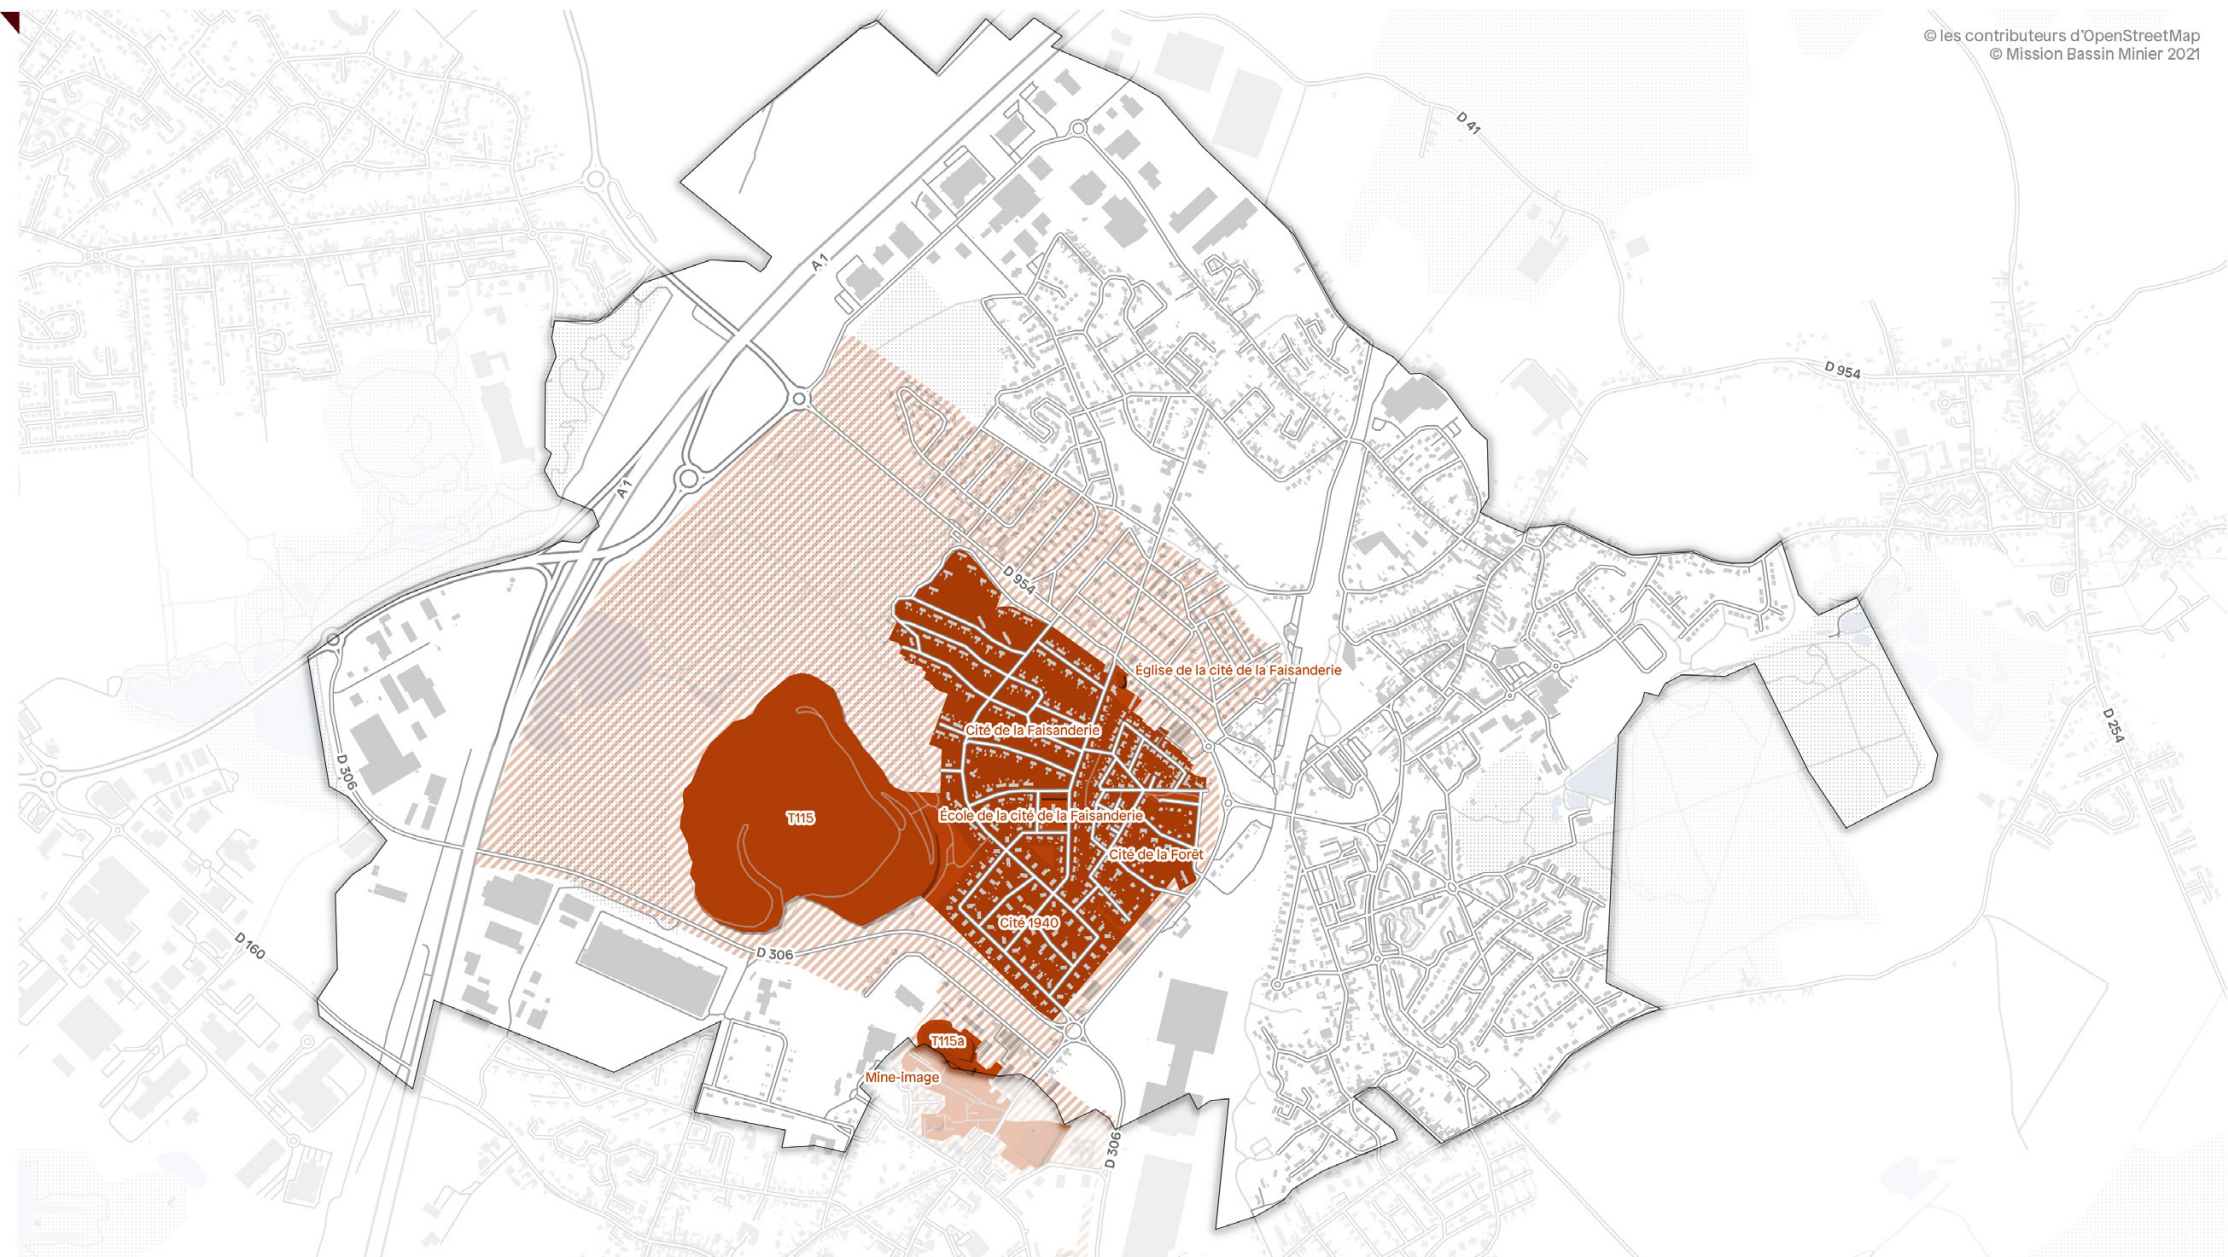 © les contributeurs d'OpenStreetMap
© Mission Bassin Minier 2021
D 41
A 1
D 954
A 1
D 954
Église de la cité de la Faisanderie
D 254
Cité de la Faisanderie
D 306
T115
École de la cité de la Faisanderie
Cité de la Forêt
Cité 1940
D 160
D 306
T115a
Mine-image
D 306